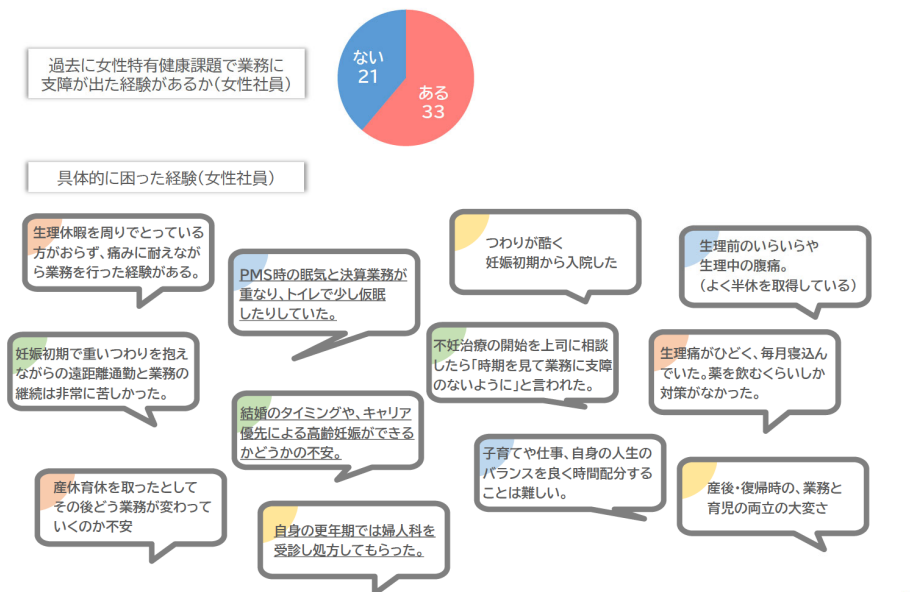 過去に女性特有健康課題で業務に
支障が出た経験があるか(女性社員)
ない
21
ある
33
具体的に困った経験(女性社員)
生理休暇を周りでとっている
方がおらず、痛みに耐えなが
ら業務を行った経験がある。
PMS時の眠気と決算業務が
重なり、トイレで少し仮眠
したりしていた。
つわりが酷く
妊娠初期から入院した
生理前のいらいらや
生理中の腹痛。
(よく半休を取得している)
妊娠初期で重いつわりを抱え
ながらの遠距離通勤と業務の
継続は非常に苦しかった。
不妊治療の開始を上司に相談
したら「時期を見て業務に支障
のないように」と言われた。
生理痛がひどく、毎月寝込ん
でいた。薬を飲むくらいしか
対策がなかった。
結婚のタイミングや、キャリア
優先による高齢妊娠ができる
かどうかの不安。
子育てや仕事、自身の人生の
バランスを良く時間配分する
ことは難しい。
産休育休を取ったとして
その後どう業務が変わって
いくのか不安
自身の更年期では婦人科を
受診し処方してもらった。
産後・復帰時の、業務と
育児の両立の大変さ